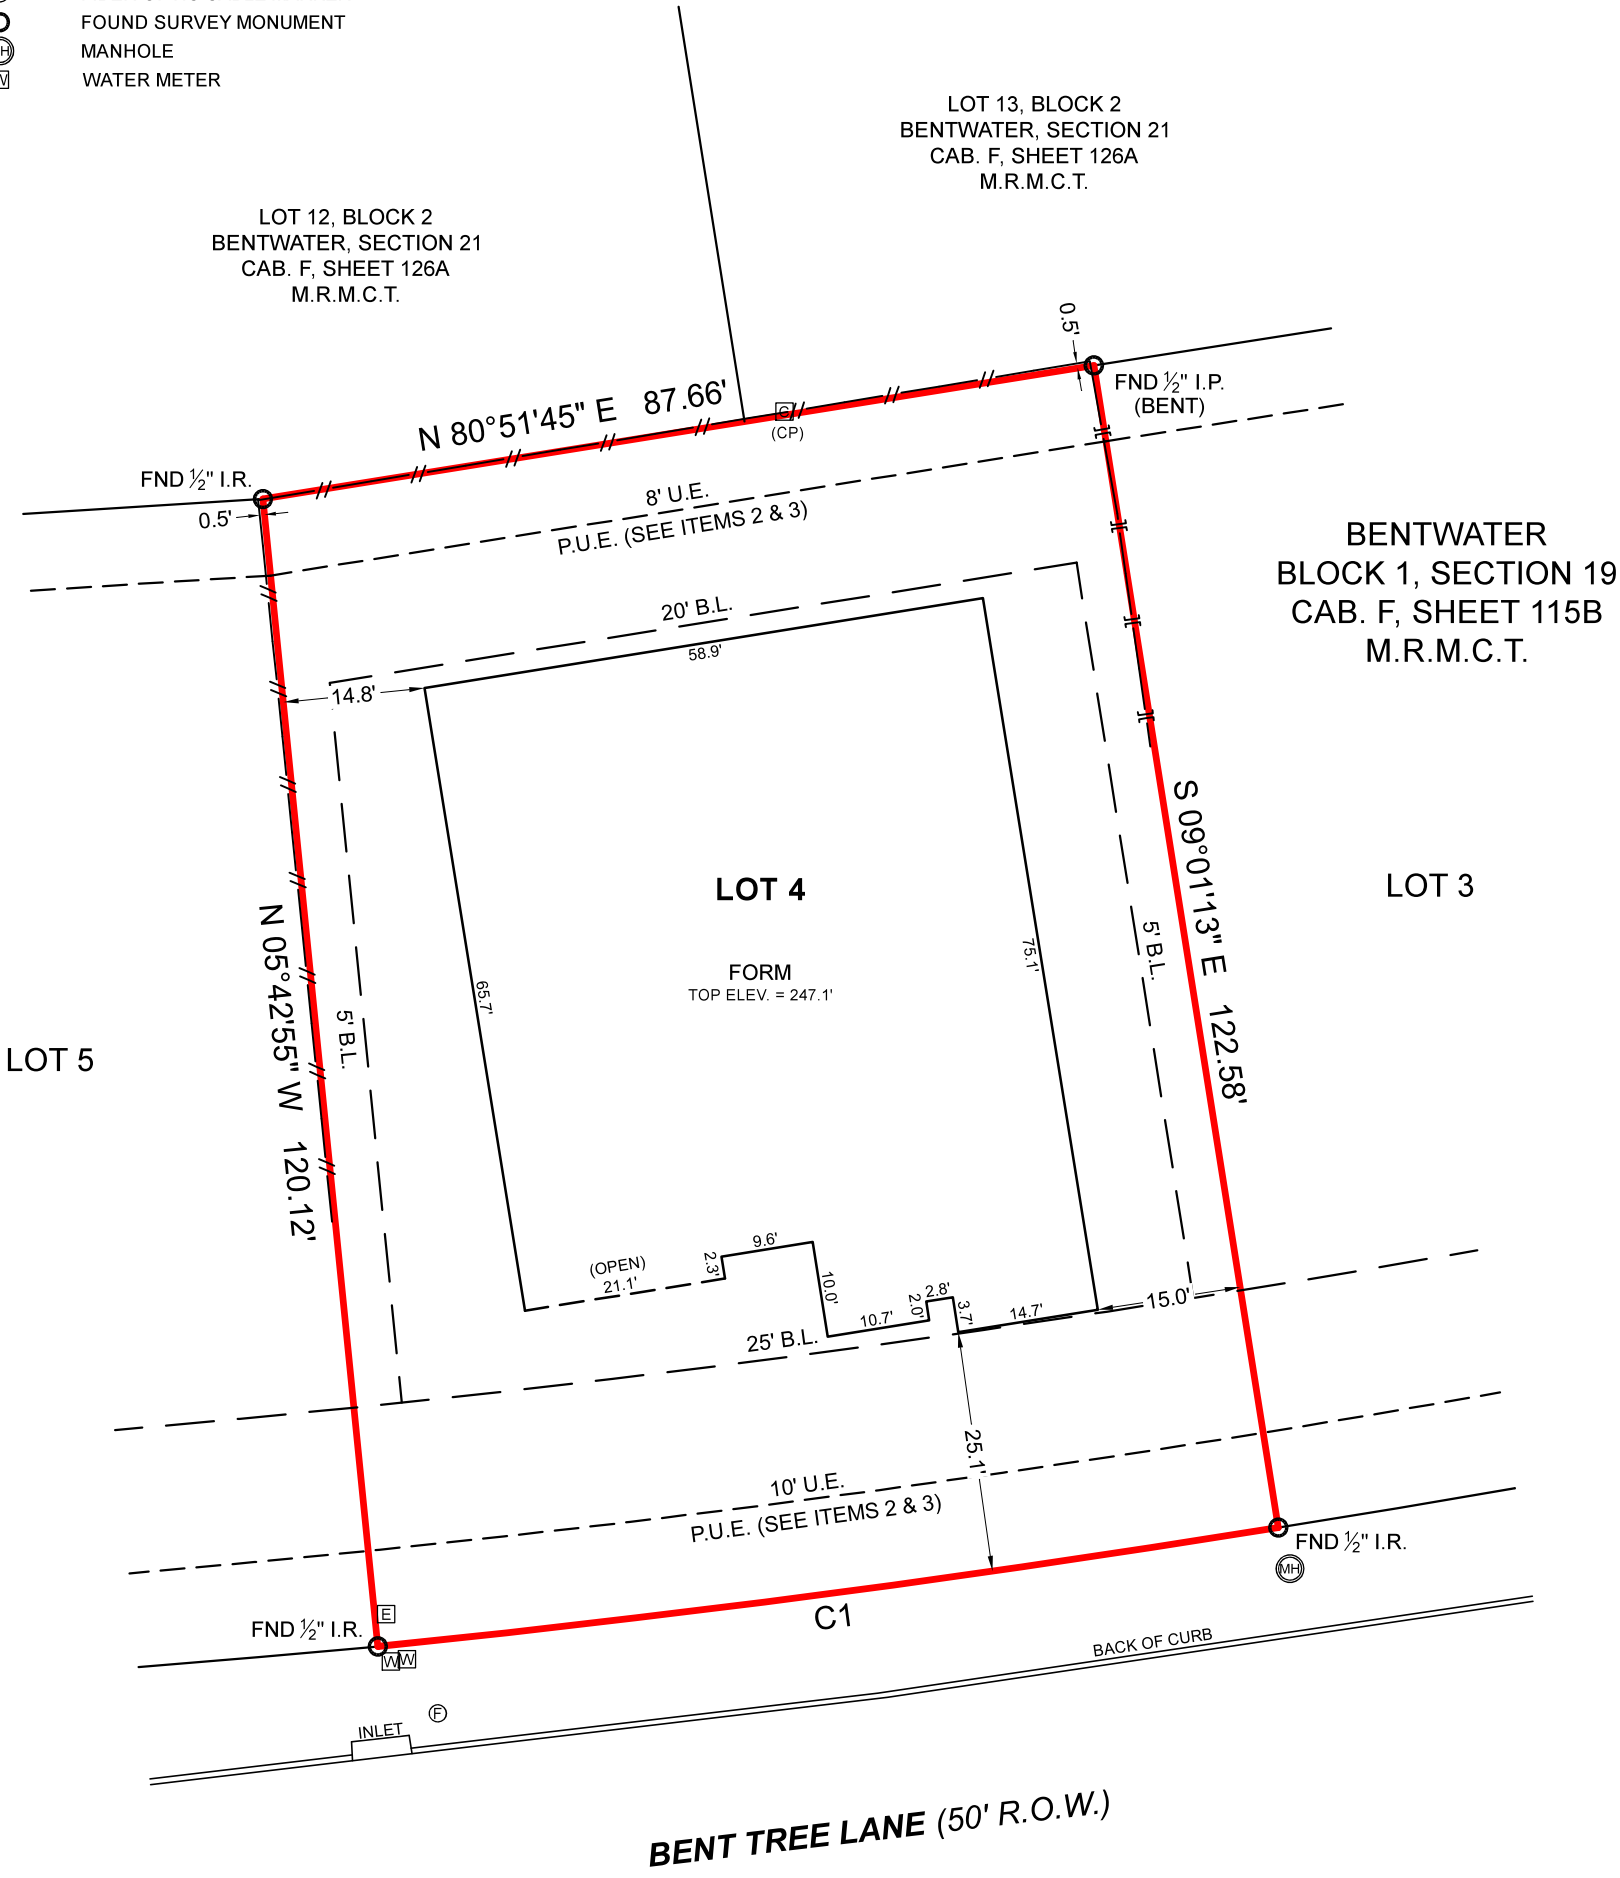 FOUND SURVEY MONUMENT
MANHOLE
WATER METER
LOT 13, BLOCK 2
BENTWATER, SECTION 21
CAB. F, SHEET 126A
M.R.M.C.T.
LOT 12, BLOCK 2
BENTWATER, SECTION 21
CAB. F, SHEET 126A
M.R.M.C.T.
0.5'
FND ½" I.P.
(BENT)
N 80°51'45" E 87.66'
(CP)
FND ½" I.R.
0.5'
8' U.E.
P.U.E. (SEE ITEMS 2 & 3)
BENTWATER
BLOCK 1, SECTION 19
CAB. F, SHEET 115B
M.R.M.C.T.
20' B.L.
58.9'
14.8'
S 09°01'13" E 122.58'
LOT 4
LOT 3
FORM
TOP ELEV. = 247.1'
75.1'
5' B.L.
65.7'
N 05°42'55" W 120.12'
5' B.L.
LOT 5
9.6'
2.3'
(OPEN)
21.1'
10.0'
2.8'
2.0'
3.7'
10.7'
14.7'
15.0'
25' B.L.
25.1'
10' U.E.
P.U.E. (SEE ITEMS 2 & 3)
FND ½" I.R.
MH
E
FND ½" I.R.
W W
C1
BACK OF CURB
F
INLET
BENT TREE LANE (50' R.O.W.)